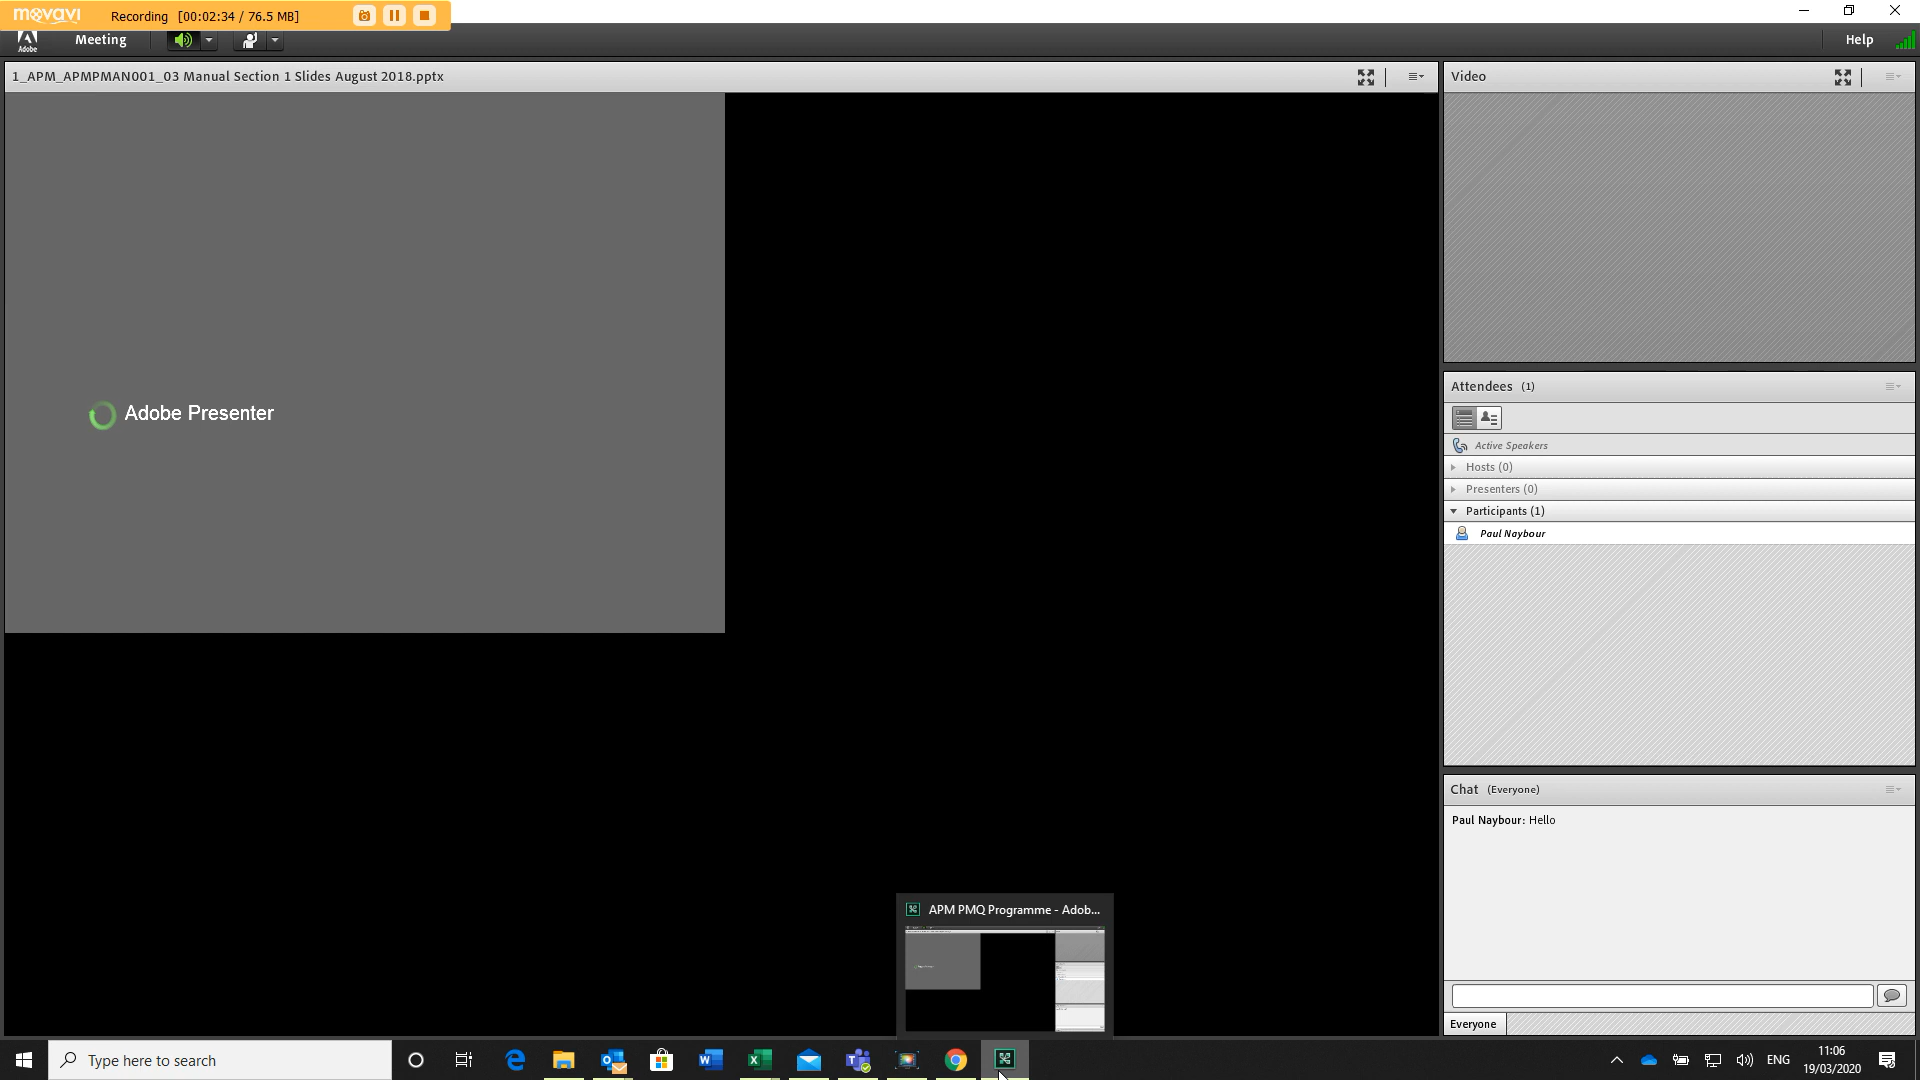 movavi Recording [00:02:34 / 76.5 MB]
Adobe Meeting Help
1_APM_APMPMAN001_03 Manual Section 1 Slides August 2018.pptx
Adobe Presenter
Video
Attendees (1)
Active Speakers
Hosts (0)
Presenters (0)
Participants (1)
Paul Naybour
Chat (Everyone)
Paul Naybour: Hello
Everyone
APM PMQ Programme - Adob...
Type here to search
ENG
11:06
19/03/2020